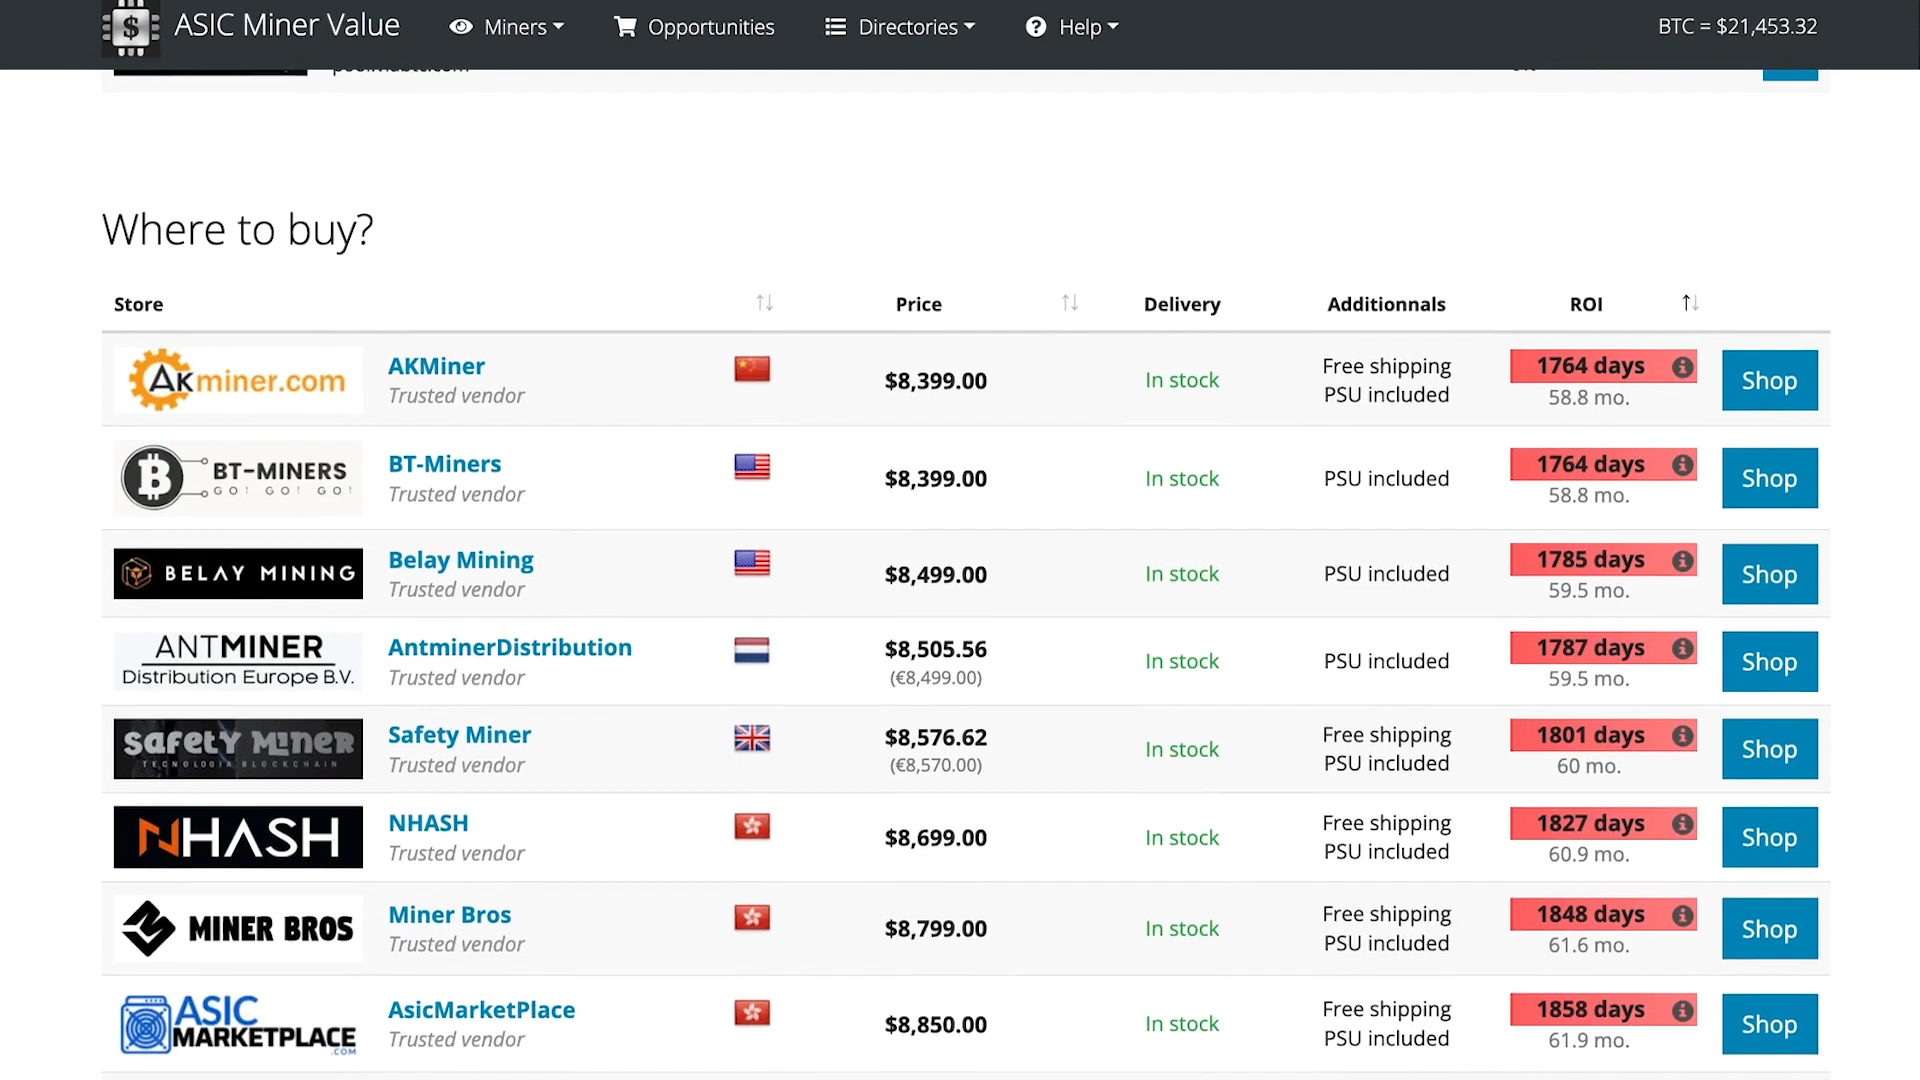 ASIC Miner Value Miners Opportunities Directories Help BTC = $21,453.32
Where to buy?
Store Price Delivery Additionnals ROI
AKminer.com AKMiner Trusted vendor $8,399.00 In stock Free shipping PSU included 1764 days 58.8 mo. Shop
BT-MINERS GO! GO! GO! BT-Miners Trusted vendor $8,399.00 In stock PSU included 1764 days 58.8 mo. Shop
BELAY MINING Belay Mining Trusted vendor $8,499.00 In stock PSU included 1785 days 59.5 mo. Shop
ANTMINER Distribution Europe B.V. AntminerDistribution Trusted vendor $8,505.56 (€8,499.00) In stock PSU included 1787 days 59.5 mo. Shop
Safety Miner TECNOLOGIA BLOCKCHAIN Safety Miner Trusted vendor $8,576.62 (€8,570.00) In stock Free shipping PSU included 1801 days 60 mo. Shop
NHASH NHASH Trusted vendor $8,699.00 In stock Free shipping PSU included 1827 days 60.9 mo. Shop
MINER BROS Miner Bros Trusted vendor $8,799.00 In stock Free shipping PSU included 1848 days 61.6 mo. Shop
ASIC MARKETPLACE .COM AsicMarketPlace Trusted vendor $8,850.00 In stock Free shipping PSU included 1858 days 61.9 mo. Shop